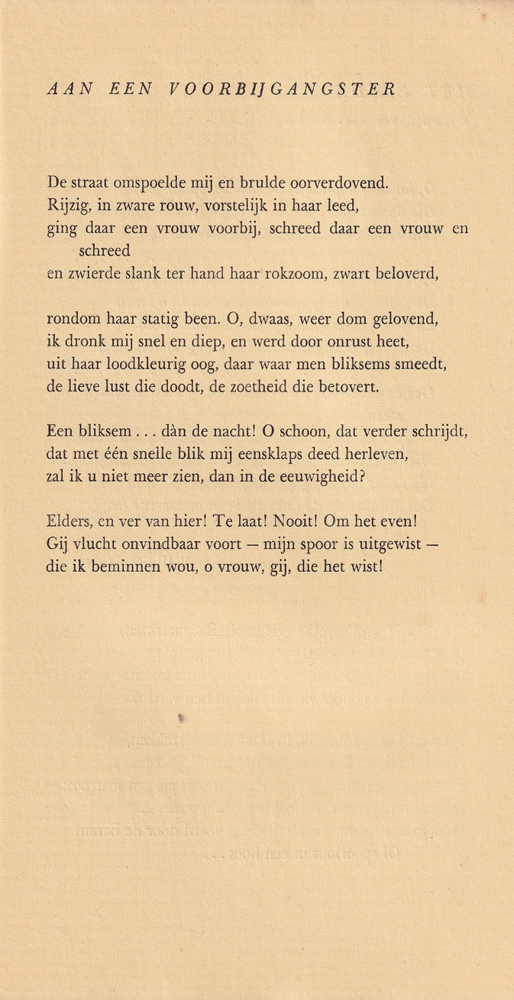 AAN EEN VOORBIJGANGSTER
De straat omspoelde mij en brulde oorverdovend.
Rijzig, in zware rouw, vorstelijk in haar leed,
ging daar een vrouw voorbij, schreed daar een vrouw en
schreed
en zwierde slank ter hand haar rokzoom, zwart beloverd,
rondom haar statig been. O, dwaas, weer dom gelovend,
ik dronk mij snel en diep, en werd door onrust heet,
uit haar loodkleurig oog, daar waar men bliksems smeedt,
de lieve lust die doodt, de zoetheid die betovert.
Een bliksem . . . dàn de nacht! O schoon, dat verder schrijdt,
dat met één snelle blik mij eensklaps deed herleven,
zal ik u niet meer zien, dan in de eeuwigheid?
Elders, en ver van hier! Te laat! Nooit! Om het even!
Gij vlucht onvindbaar voort — mijn spoor is uitgewist —
die ik beminnen wou, o vrouw, gij, die het wist!